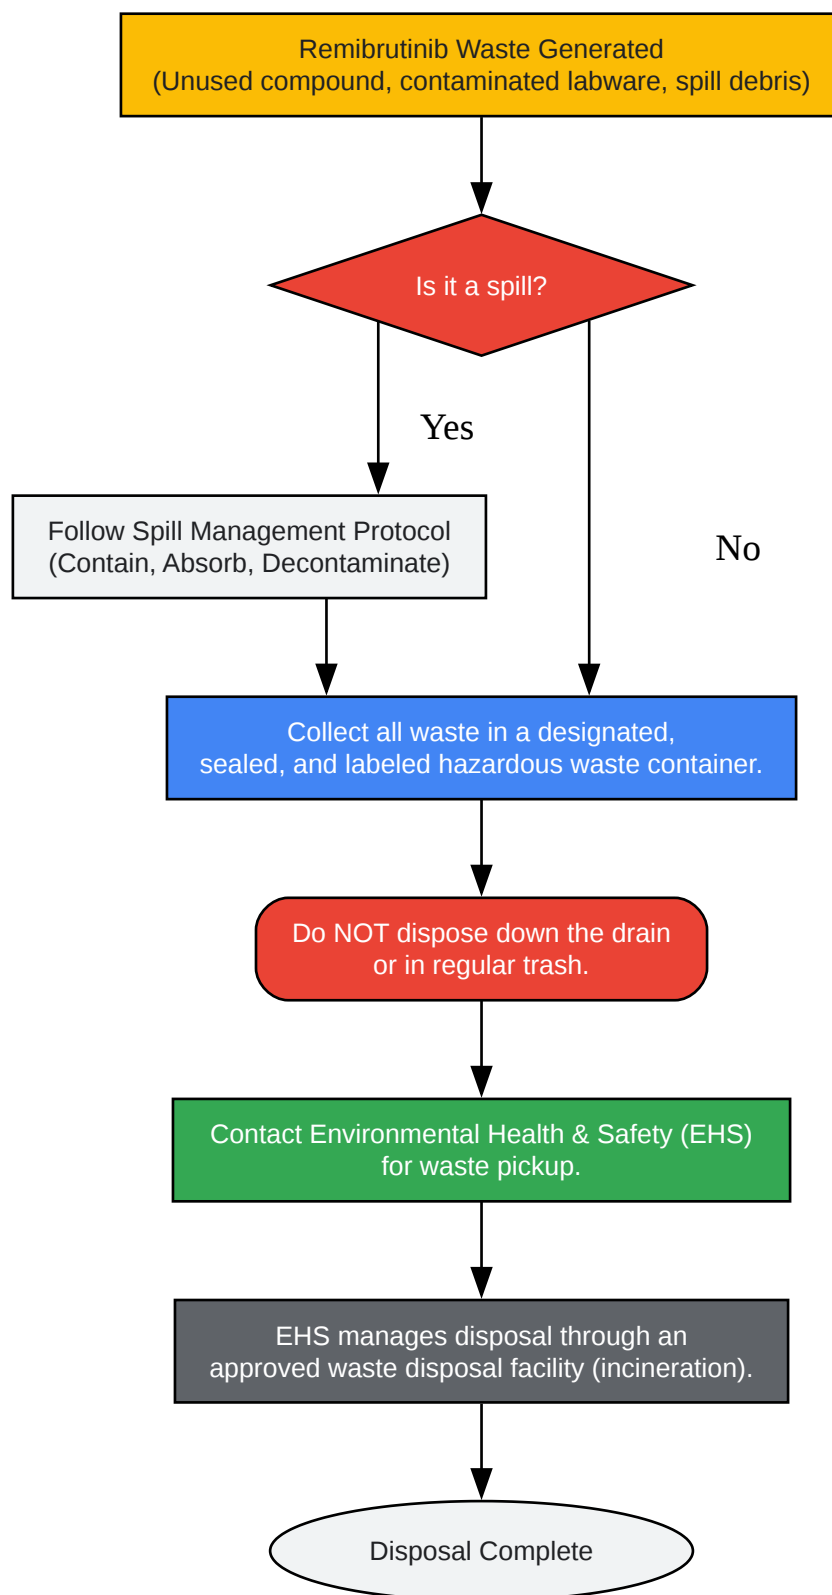 Remibrutinib Waste Generated
(Unused compound, contaminated labware, spill debris)
Is it a spill?
Yes
Follow Spill Management Protocol
(Contain, Absorb, Decontaminate)
No
Collect all waste in a designated,
sealed, and labeled hazardous waste container.
Do NOT dispose down the drain
or in regular trash.
Contact Environmental Health & Safety (EHS)
for waste pickup.
EHS manages disposal through an
approved waste disposal facility (incineration).
Disposal Complete